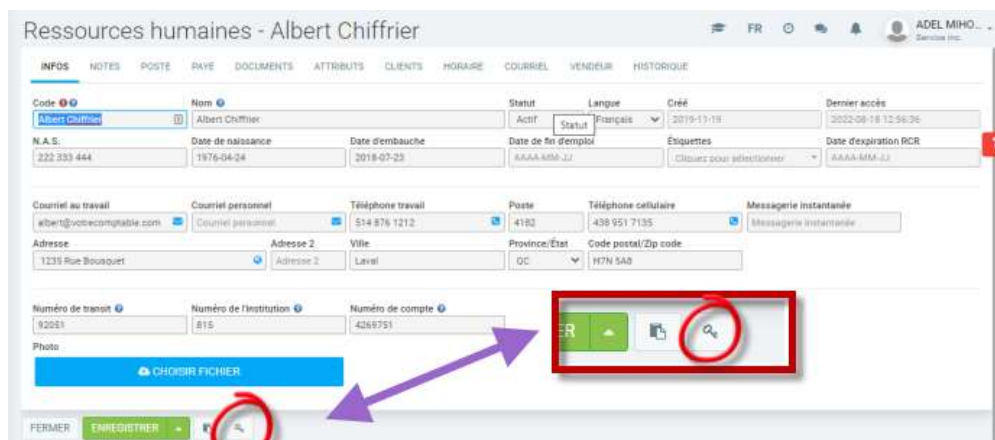 Ressources humaines - Albert Chiffrier FR ADEL MIHO...
Service Inc.
INFOS NOTES POSTE PAYE DOCUMENTS ATTRIBUTS CLIENTS HORAIRE COURRIEL VENDEUR HISTORIQUE
Code Nom Statut Langue Créé Dernier accès
Albert Chiffrier Albert Chiffrier Actif Français 2019-11-19 2022-08-18 12:56:36
Statut
N.A.S. Date de naissance Date d'embauche Date de fin d'emploi Étiquettes Date d'expiration RCR
222 333 444 1976-04-24 2018-07-23 AAAA-MM-JJ Cliquez pour sélectionner AAAA-MM-JJ
Courriel au travail Courriel personnel Téléphone travail Poste Téléphone cellulaire Messagerie instantanée
albert@votrecomptable.com Courriel personnel 514 876 1212 4182 438 951 7135 Messagerie instantanée
Adresse Adresse 2 Ville Province/État Code postal/Zip code
1235 Rue Bousquet Adresse 2 Laval QC H7N 5A8
Numéro de transit Numéro de l'institution Numéro de compte
92051 815 4269751
ER
Photo
CHOISIR FICHIER
FERMER ENREGISTRER